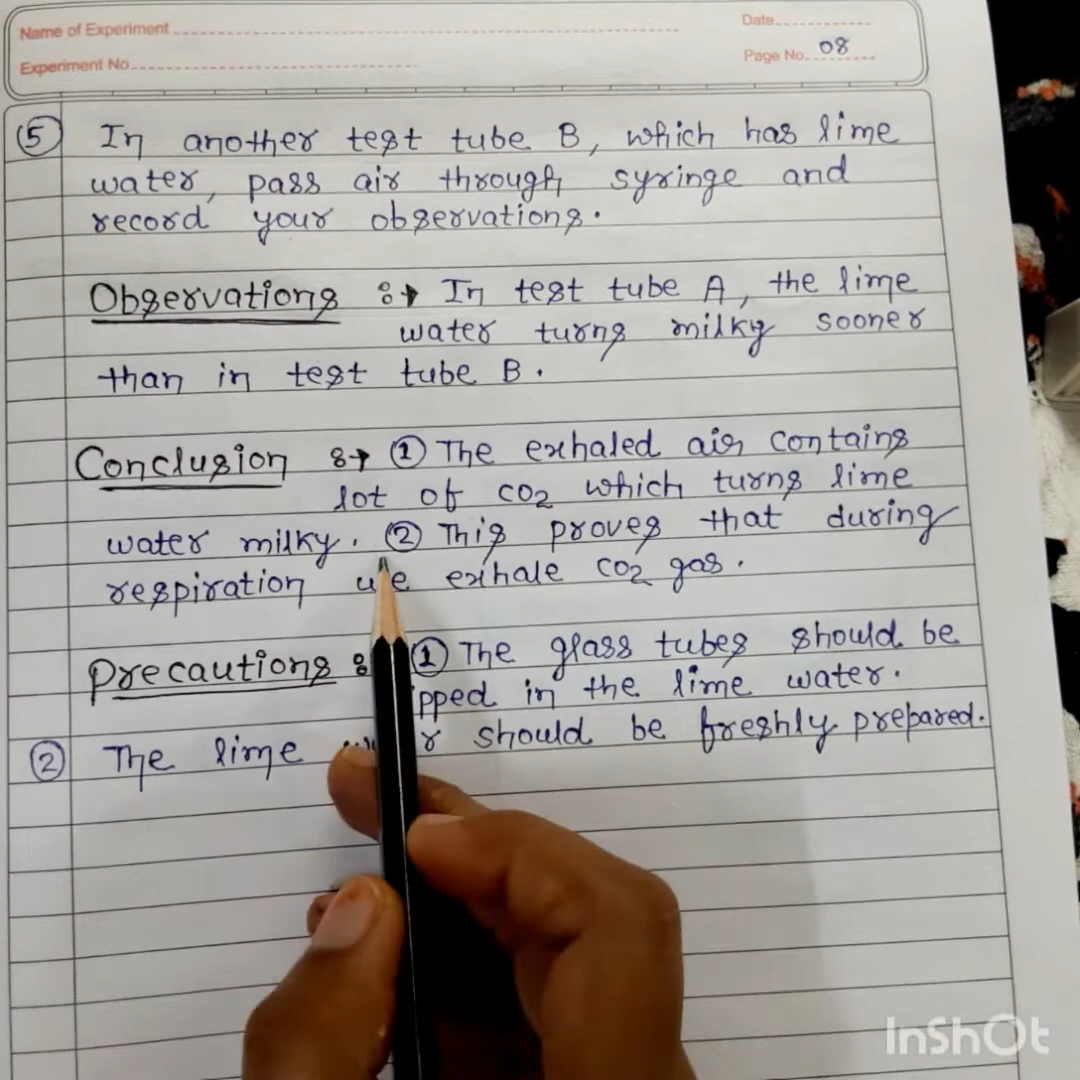 Name of Experiment
Date
Experiment No.
Page No. 08
5 In another test tube B, which has lime
water, pass air through syringe and
record your observations.
Observations :→ In test tube A, the lime
water turns milky sooner
than in test tube B.
Conclusion :→ 1 The exhaled air contains
lot of CO2 which turns lime
water milky. 2 This proves that during
respiration we exhale CO2 gas.
Precautions : 1 The glass tubes should be
pped in the lime water.
2 The lime should be freshly prepared.
InShOt